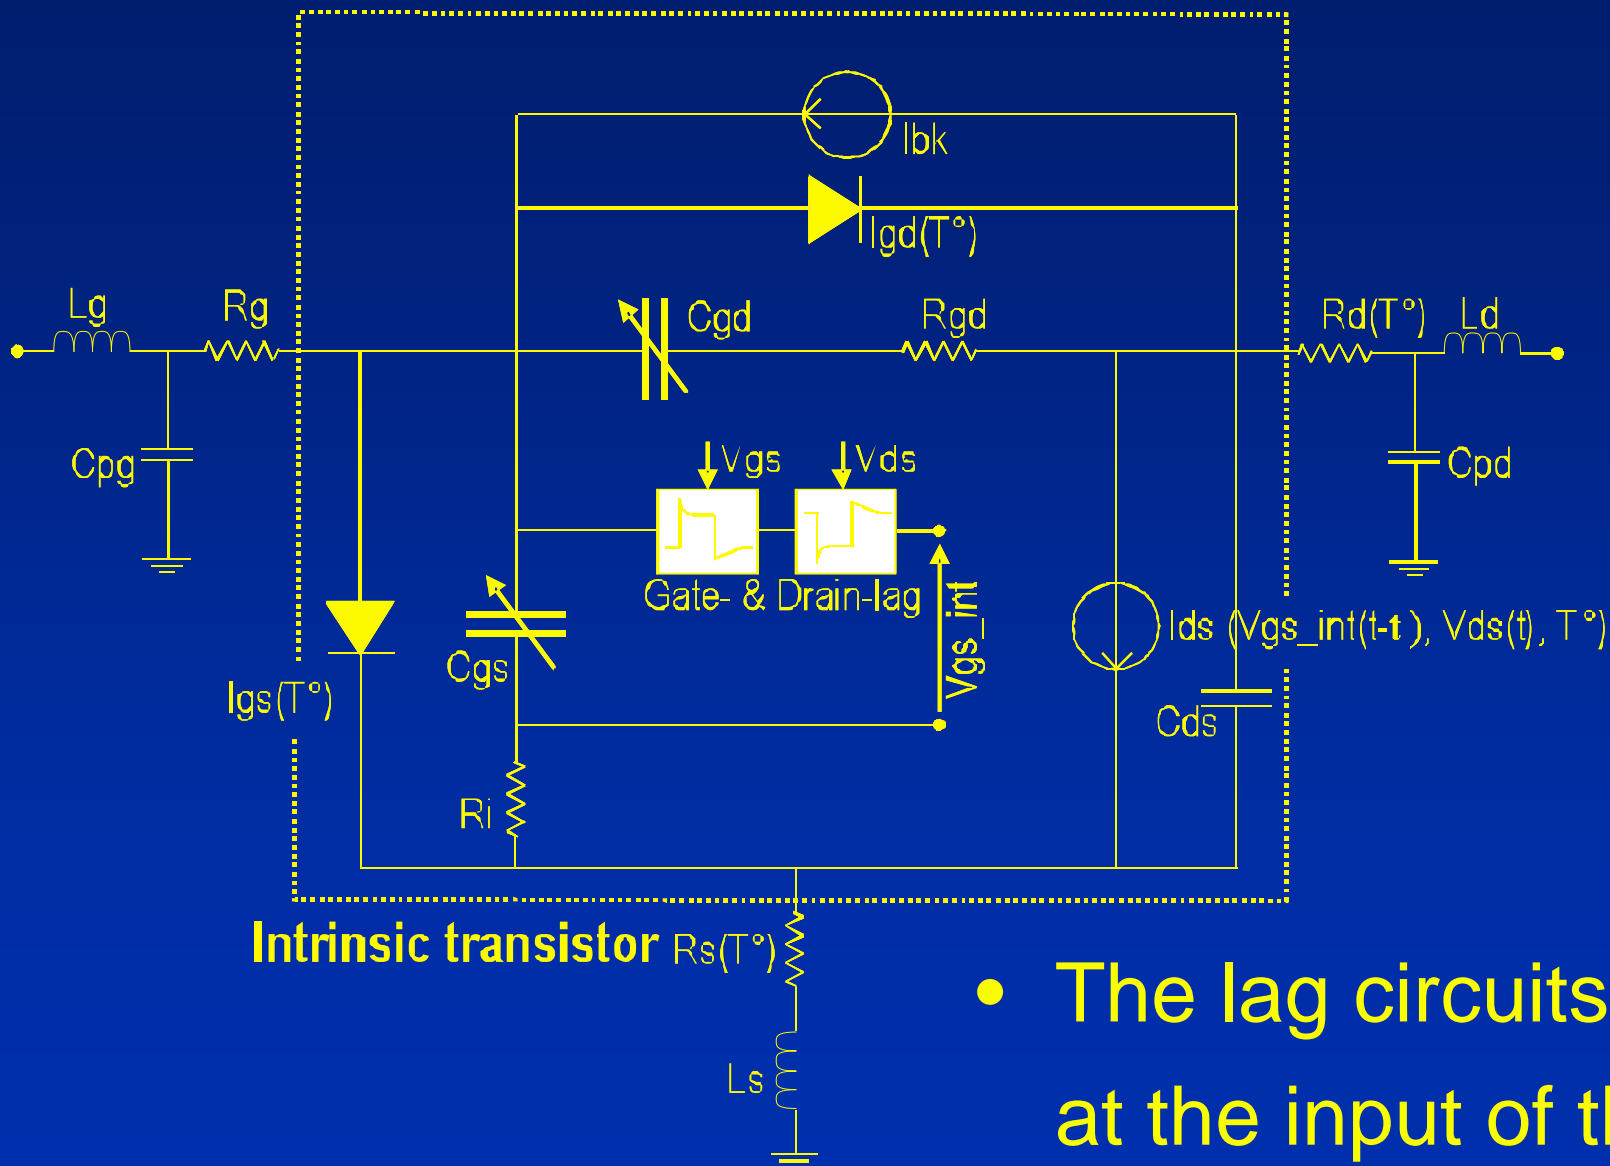 Ibk
Igd(T°)
Lg
Rg
Cgd
Rgd
Rd(T°)
Ld
Cpg
Vgs
Vds
Cpd
Gate- & Drain-lag
Vgs_int
Ids (Vgs_int(t-t), Vds(t), T°)
Cgs
Igs(T°)
Cds
Ri
Intrinsic transistor
Rs(T°)
Ls
• The lag circuits
at the input of